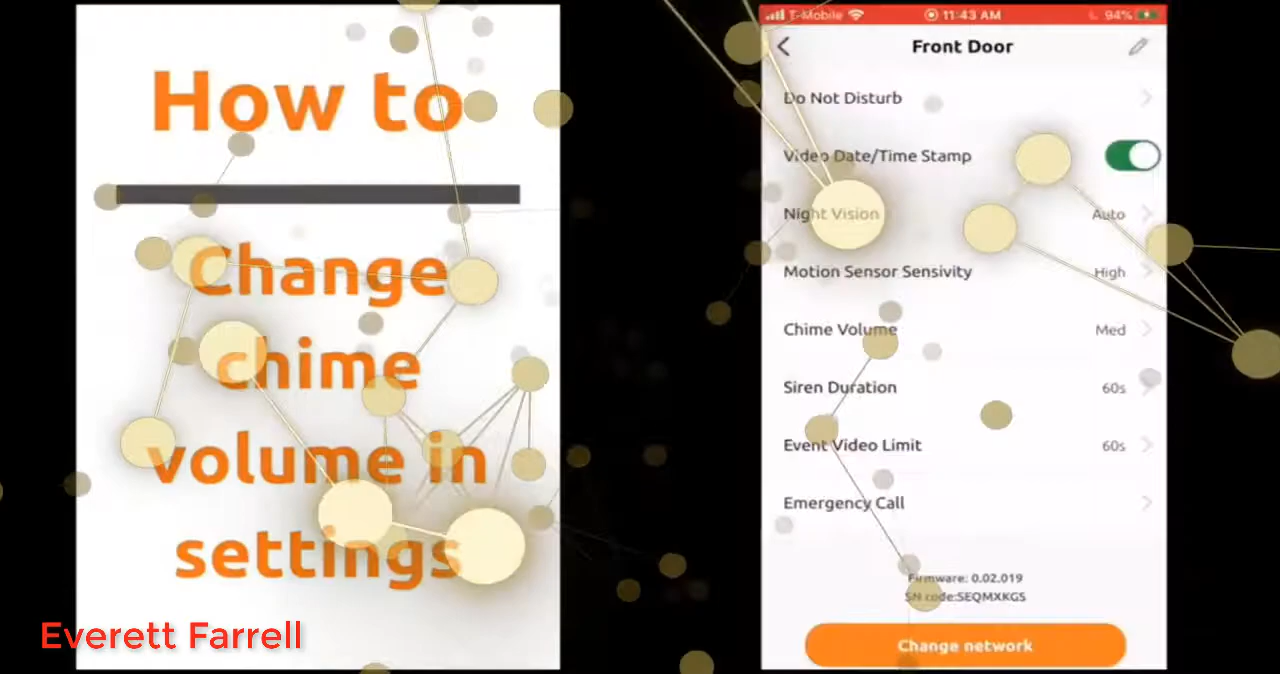 How to
Change
chime
volume in
settings
Everett Farrell
T-Mobile 11:43 AM 94%
Front Door
Do Not Disturb
Video Date/Time Stamp
Night Vision Auto
Motion Sensor Sensivity High
Chime Volume Med
Siren Duration 60s
Event Video Limit 60s
Emergency Call
Firmware: 0.02.019
SN code:SEQMXKGS
Change network